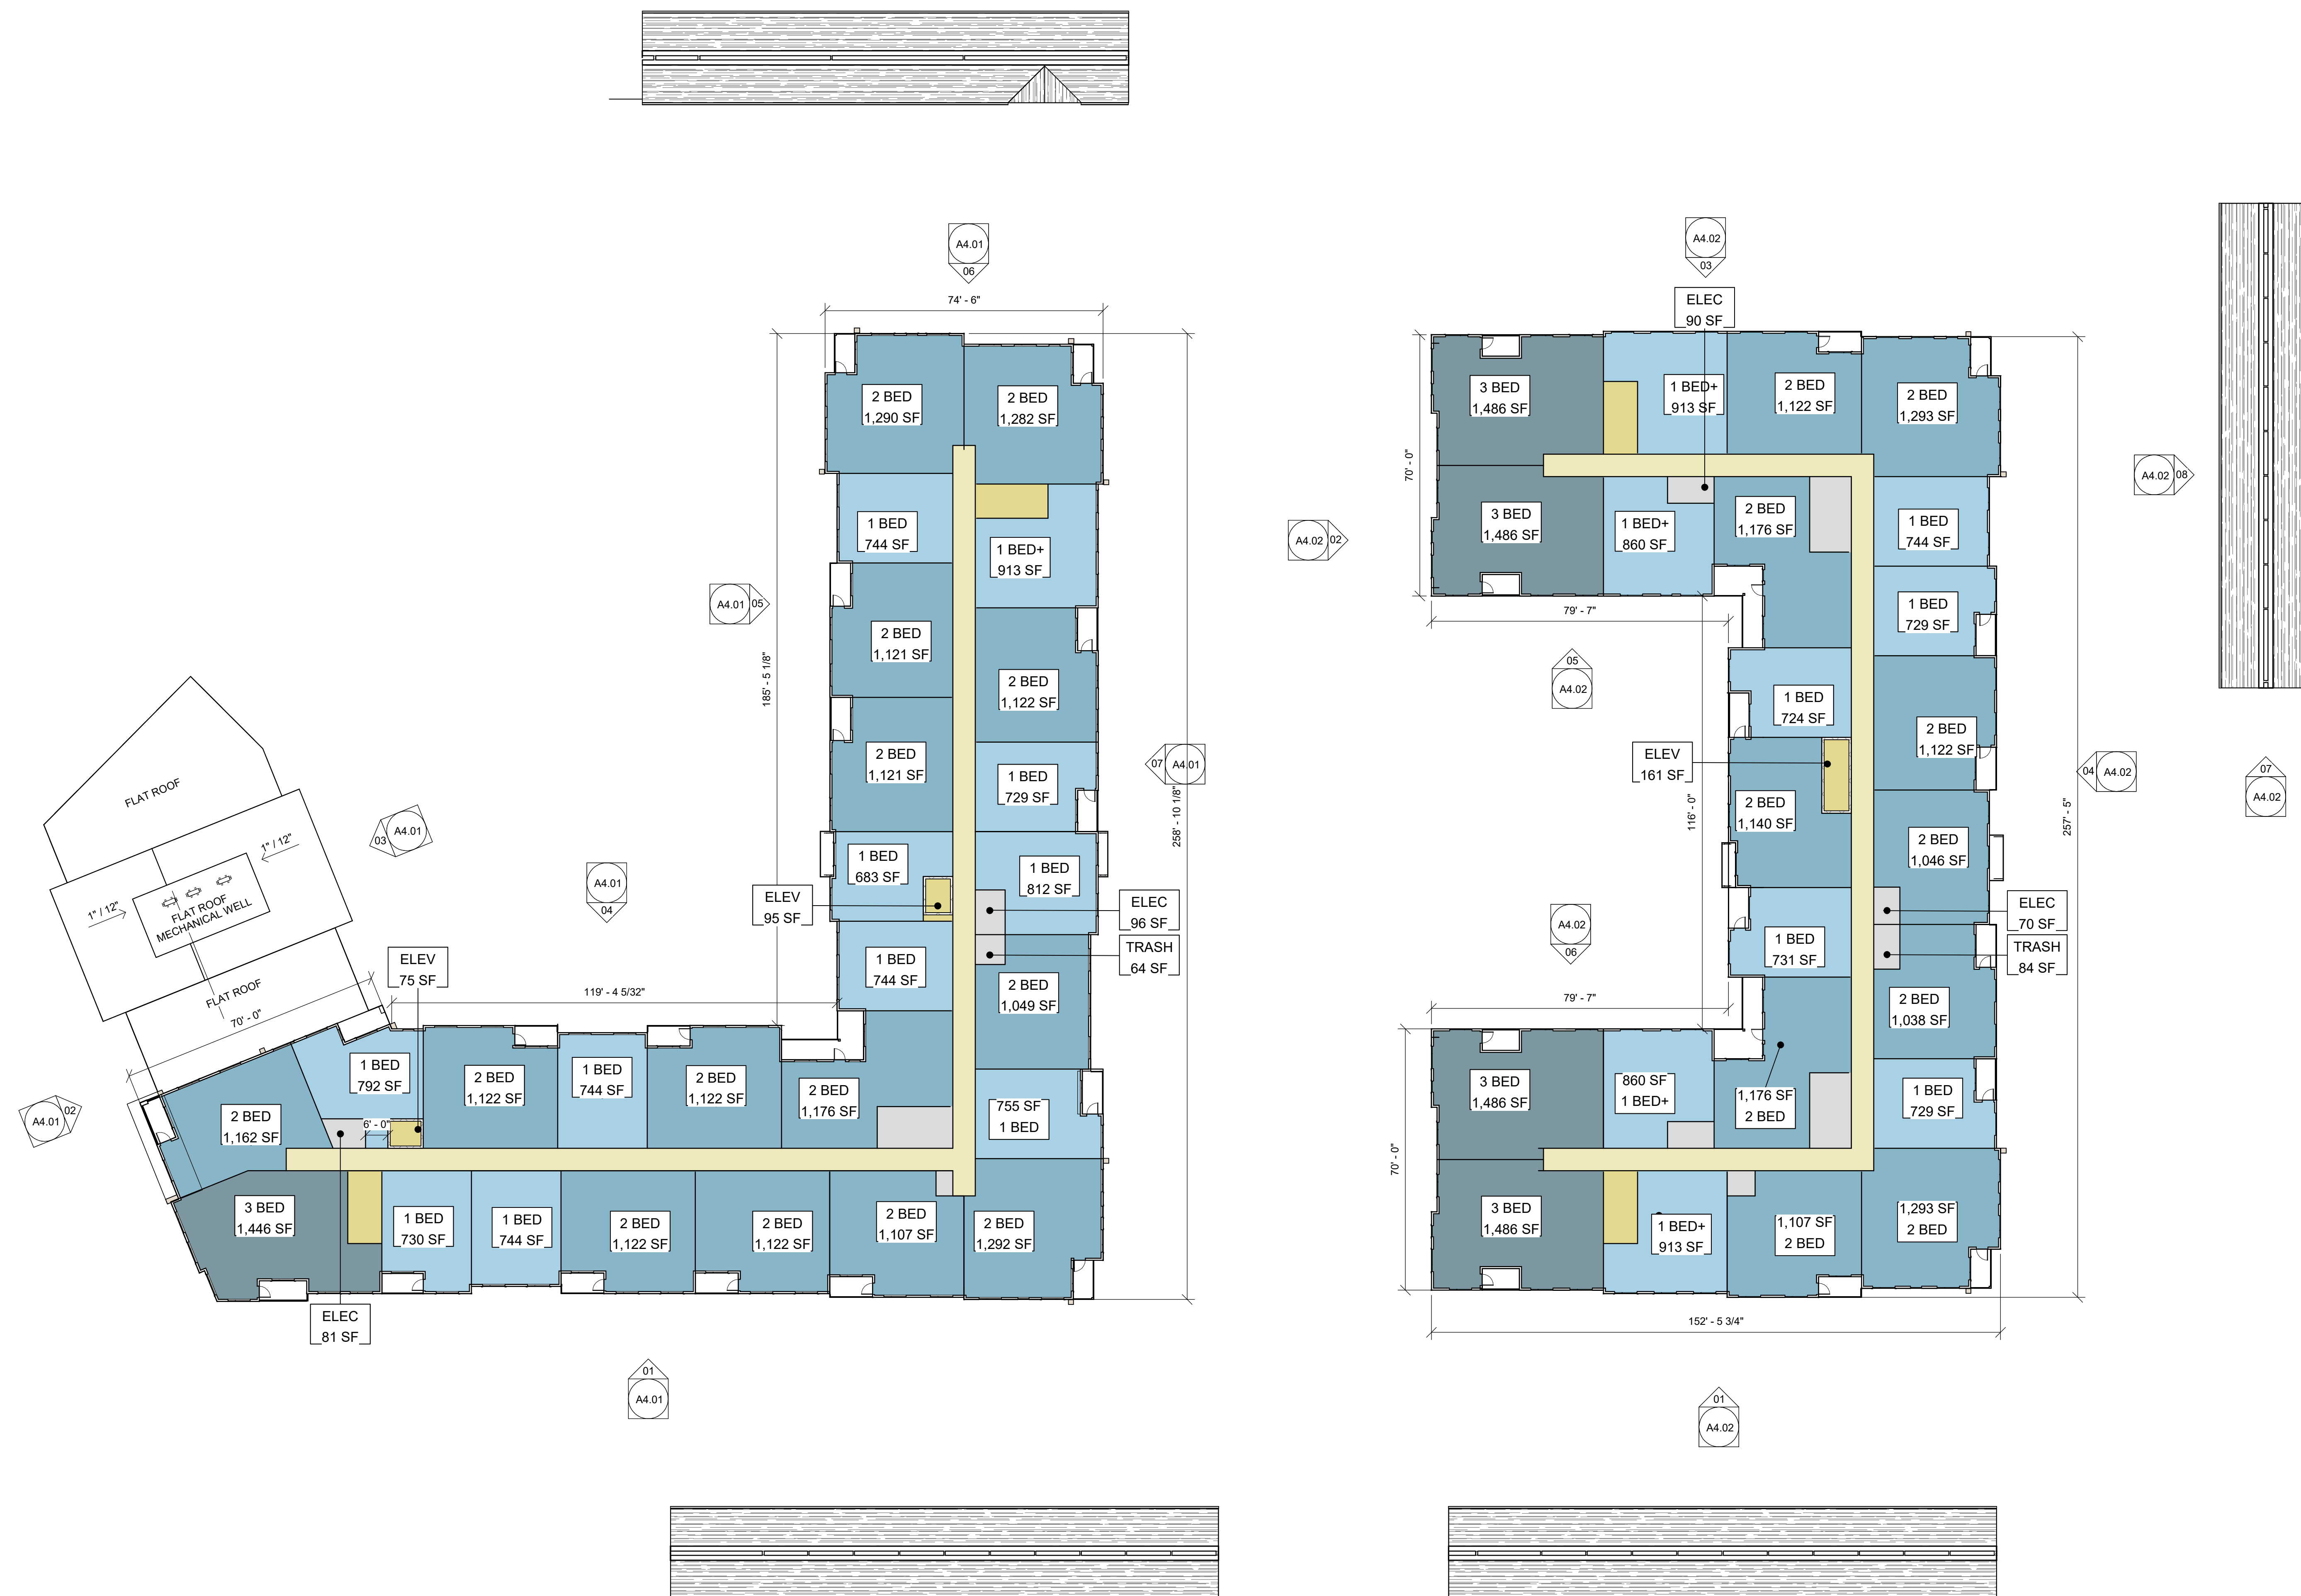 A4.01
06
74' - 6"
2 BED
1,290 SF
2 BED
1,282 SF
1 BED
744 SF
1 BED+
913 SF
A4.01
05
185' - 5 1/8"
2 BED
1,121 SF
2 BED
1,122 SF
2 BED
1,121 SF
1 BED
729 SF
07
A4.01
258' - 10 1/8"
1 BED
683 SF
1 BED
812 SF
ELEV
95 SF
ELEC
96 SF
TRASH
64 SF
1 BED
744 SF
2 BED
1,049 SF
FLAT ROOF
1" / 12"
1" / 12"
FLAT ROOF
MECHANICAL WELL
FLAT ROOF
70' - 0"
03
A4.01
A4.01
04
ELEV
75 SF
119' - 4 5/32"
A4.01
02
1 BED
792 SF
2 BED
1,122 SF
1 BED
744 SF
2 BED
1,122 SF
2 BED
1,176 SF
755 SF
1 BED
2 BED
1,162 SF
6' - 0"
3 BED
1,446 SF
1 BED
730 SF
1 BED
744 SF
2 BED
1,122 SF
2 BED
1,122 SF
2 BED
1,107 SF
2 BED
1,292 SF
ELEC
81 SF
01
A4.01
A4.02
03
ELEC
90 SF
3 BED
1,486 SF
1 BED+
913 SF
2 BED
1,122 SF
2 BED
1,293 SF
70' - 0"
A4.02
08
A4.02
02
3 BED
1,486 SF
1 BED+
860 SF
2 BED
1,176 SF
1 BED
744 SF
79' - 7"
1 BED
729 SF
05
A4.02
1 BED
724 SF
2 BED
1,122 SF
ELEV
161 SF
2 BED
1,140 SF
116' - 0"
04
A4.02
07
A4.02
257' - 5"
2 BED
1,046 SF
A4.02
06
1 BED
731 SF
ELEC
70 SF
TRASH
84 SF
79' - 7"
2 BED
1,038 SF
3 BED
1,486 SF
860 SF
1 BED+
1,176 SF
2 BED
1 BED
729 SF
70' - 0"
3 BED
1,486 SF
1 BED+
913 SF
1,107 SF
2 BED
1,293 SF
2 BED
152' - 5 3/4"
01
A4.02